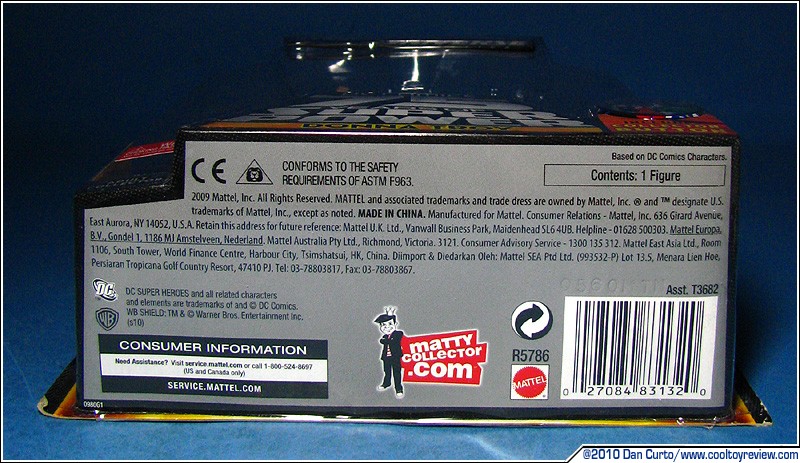 CE
CONFORMS TO THE SAFETY
REQUIREMENTS OF ASTM F963.
Based on DC Comics Characters.
Contents: 1 Figure
2009 Mattel, Inc. All Rights Reserved. MATTEL and associated trademarks and trade dress are owned by Mattel, Inc. ® and ™ designate U.S.
trademarks of Mattel, Inc., except as noted. MADE IN CHINA. Manufactured for Mattel. Consumer Relations - Mattel, Inc. 636 Girard Avenue,
East Aurora, NY 14052, U.S.A. Retain this address for future reference: Mattel U.K. Ltd., Vanwall Business Park, Maidenhead SL6 4UB. Helpline - 01628 500303. Mattel Europa,
B.V., Gondel 1, 1186 MJ Amstelveen, Nederland. Mattel Australia Pty Ltd., Richmond, Victoria. 3121. Consumer Advisory Service - 1300 135 312. Mattel East Asia Ltd., Room
1106, South Tower, World Finance Centre, Harbour City, Tsimshatsui, HK, China. Diimport & Diedarkan Oleh: Mattel SEA Ptd Ltd. (993532-P) Lot 13.5, Menara Lien Hoe,
Persiaran Tropicana Golf Country Resort, 47410 PJ. Tel: 03-78803817, Fax: 03-78803867.
Asst. T3682
DC
DC SUPER HEROES and all related characters
and elements are trademarks of and © DC Comics.
WB SHIELD: TM & © Warner Bros. Entertainment Inc.
(s10)
WB
CONSUMER INFORMATION
Need Assistance? Visit service.mattel.com or call 1-800-524-8697
(US and Canada only)
SERVICE.MATTEL.COM
matty
collector
.com
R5786
MATTEL
0 27084 83132 0
098061
©2010 Dan Curto/www.cooltoyreview.com